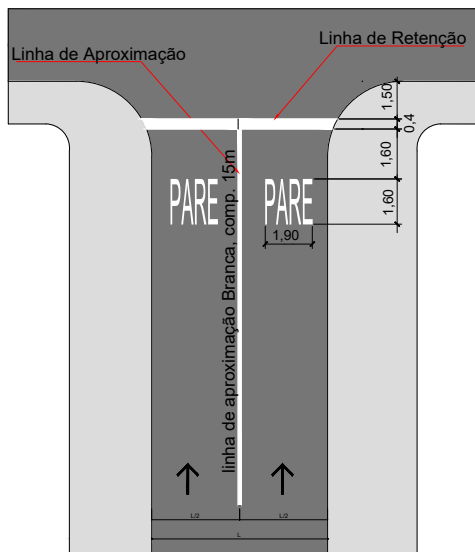 Linha de Retenção
Linha de Aproximação
1,50
0,4
1,60
PARE PARE
1,60
1,90
linha de aproximação Branca, comp. 15m
L/2 L/2
L